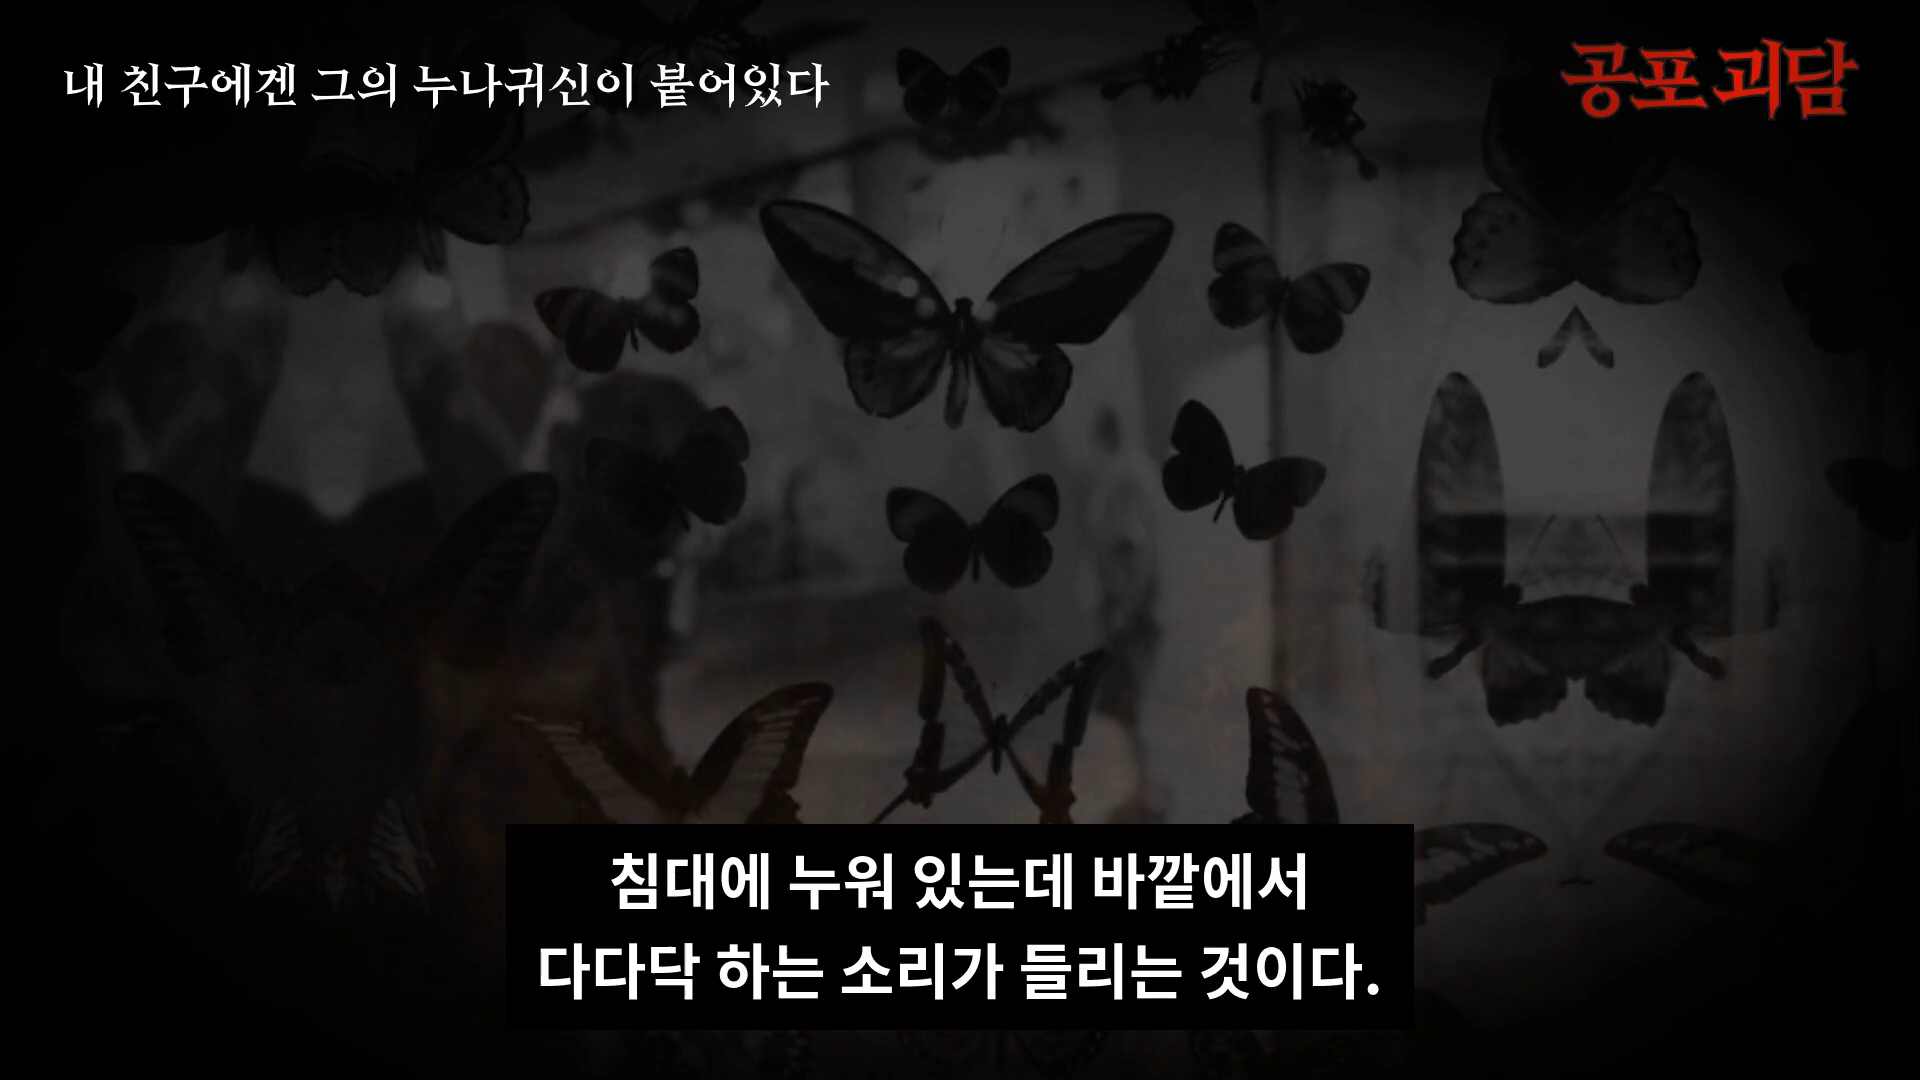 내 친구에겐 그의 누나귀신이 붙어있다
공포괴담
침대에 누워 있는데 바깥에서
다다닥 하는 소리가 들리는 것이다.